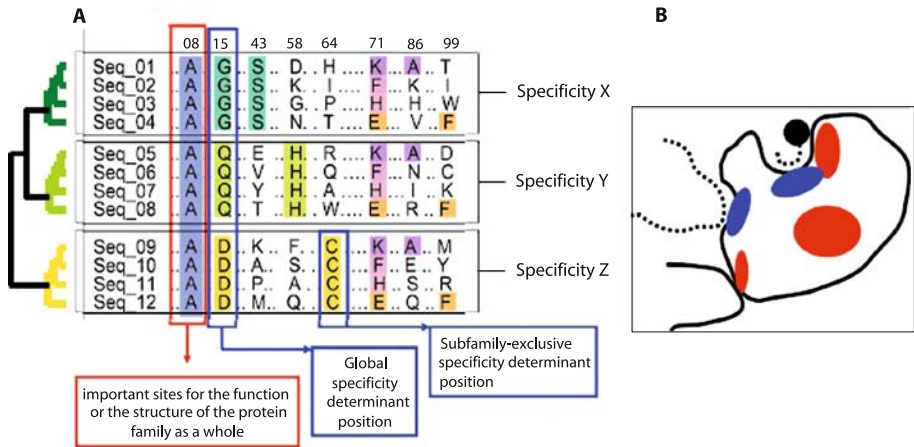 A
B
08 15 43 58 64 71 86 99
Seq_01 ..A..G..S...D..H....K...A...T
Seq_02 ..A..G..S...K...I.....F...K...I
Seq_03 ..A..G..S...G..P....H...H...W
Seq_04 ..A..G..S...N..T....E...V...F
Specificity X
Seq_05 ..A..Q...E...H..R....K...A...D
Seq_06 ..A..Q...V...H..Q....F...N...C
Seq_07 ..A..Q...Y...H..A....H...I...K
Seq_08 ..A..Q...T...H..W....E...R...F
Specificity Y
Seq_09 ..A..D...K...F...C....K...A...M
Seq_10 ..A..D...A...S...C....F...E...Y
Seq_11 ..A..D...P...A...C....H...S...R
Seq_12 ..A..D...M...Q...C....E...Q...F
Specificity Z
important sites for the function
or the structure of the protein
family as a whole
Global
specificity
determinant
position
Subfamily-exclusive
specificity determinant
position